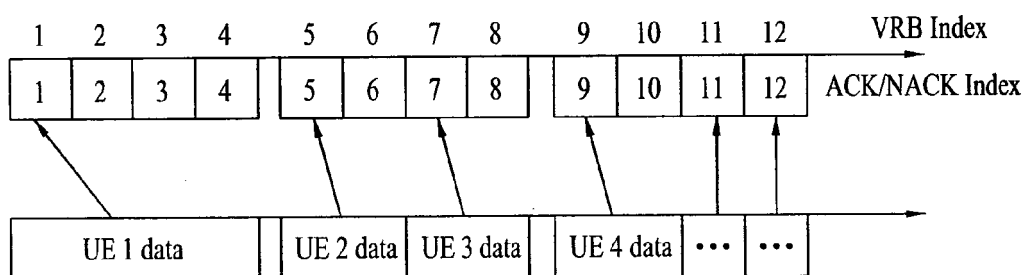 1 2 3 4 5 6 7 8 9 10 11 12 VRB Index
1 2 3 4 5 6 7 8 9 10 11 12 ACK/NACK Index
UE 1 data UE 2 data UE 3 data UE 4 data ••• •••